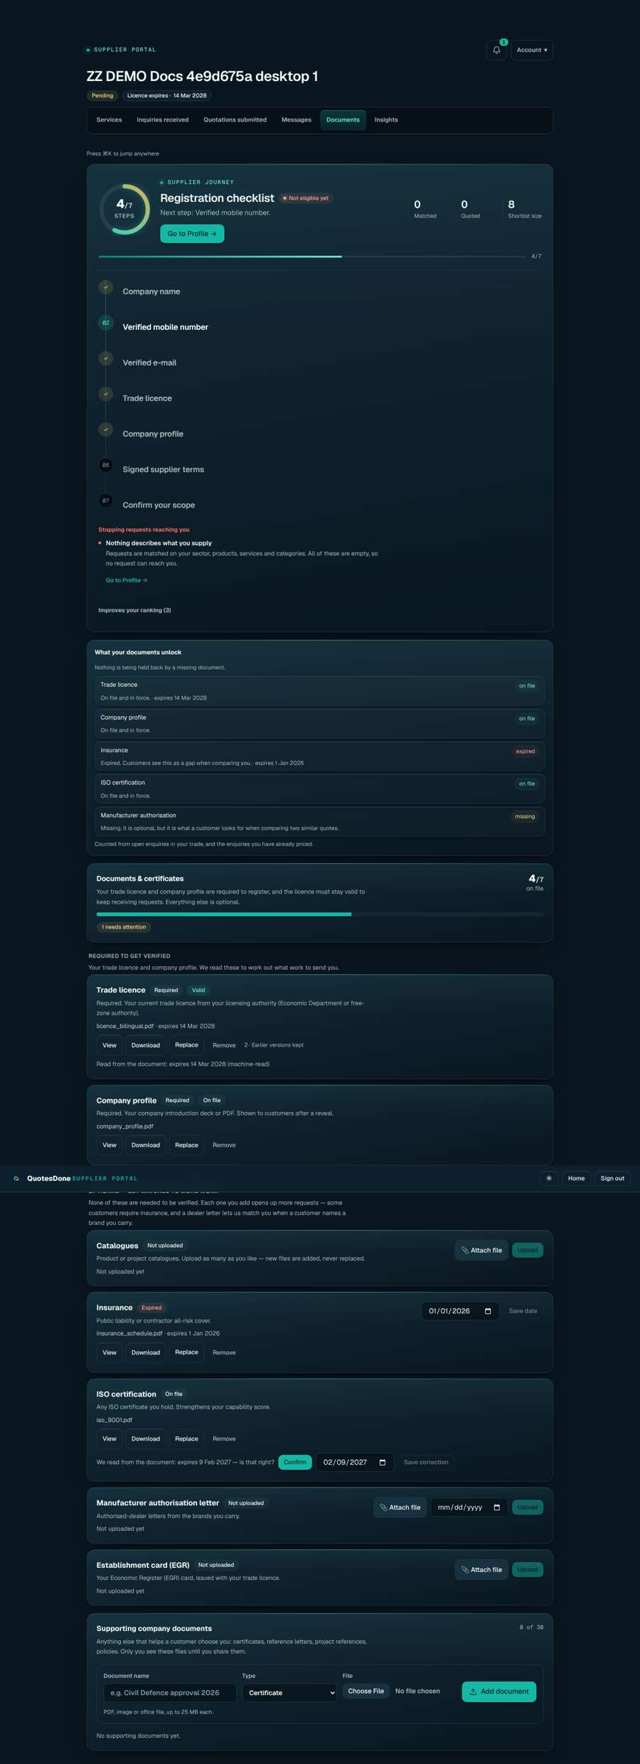 SUPPLIER PORTAL
Account ▾
ZZ DEMO Docs 4e9d675a desktop 1
Pending
Licence expires · 14 Mar 2028
Services
Inquiries received
Quotations submitted
Messages
Documents
Insights
Press ⌘K to jump anywhere
4/7
STEPS
SUPPLIER JOURNEY
Registration checklist
Not eligible yet
Next step: Verified mobile number.
Go to Profile →
0
Matched
0
Quoted
8
Shortlist size
4/7
Company name
02
Verified mobile number
Verified e-mail
Trade licence
Company profile
06
Signed supplier terms
07
Confirm your scope
Stopping requests reaching you
Nothing describes what you supply
Requests are matched on your sector, products, services and categories. All of these are empty, so
no request can reach you.
Go to Profile →
Improves your ranking (3)
What your documents unlock
Nothing is being held back by a missing document.
Trade licence
on file
On file and in force. · expires 14 Mar 2028
Company profile
on file
On file and in force.
Insurance
expired
Expired. Customers see this as a gap when comparing you. · expires 1 Jan 2026
ISO certification
on file
On file and in force.
Manufacturer authorisation
missing
Missing. It is optional, but it is what a customer looks for when comparing two similar quotes.
Counted from open enquiries in your trade, and the enquiries you have already priced.
Documents & certificates
4/7
on file
Your trade licence and company profile are required to register, and the licence must stay valid to
keep receiving requests. Everything else is optional.
1 needs attention
REQUIRED TO GET VERIFIED
Your trade licence and company profile. We read these to work out what work to send you.
Trade licence
Required
Valid
Required. Your current trade licence from your licensing authority (Economic Department or free-
zone authority).
licence_bilingual.pdf · expires 14 Mar 2028
View
Download
Replace
Remove
2 · Earlier versions kept
Read from the document: expires 14 Mar 2028 (machine-read)
Company profile
Required
On file
Required. Your company introduction deck or PDF. Shown to customers after a reveal.
company_profile.pdf
View
Download
Replace
Remove
QuotesDone
SUPPLIER PORTAL
Home
Sign out
None of these are needed to be verified. Each one you add opens up more requests — some
customers require insurance, and a dealer letter lets us match you when a customer names a
brand you carry.
Catalogues
Not uploaded
Product or project catalogues. Upload as many as you like — new files are added, never replaced.
Not uploaded yet
Attach file
Upload
Insurance
Expired
Public liability or contractor all-risk cover.
insurance_schedule.pdf · expires 1 Jan 2026
View
Download
Replace
Remove
01/01/2026
Save date
ISO certification
On file
Any ISO certificate you hold. Strengthens your capability score.
iso_9001.pdf
View
Download
Replace
Remove
We read from the document: expires 9 Feb 2027 — is that right?
Confirm
02/09/2027
Save correction
Manufacturer authorisation letter
Not uploaded
Authorised-dealer letters from the brands you carry.
Not uploaded yet
Attach file
mm/dd/yyyy
Upload
Establishment card (EGR)
Not uploaded
Your Economic Register (EGR) card, issued with your trade licence.
Not uploaded yet
Attach file
Upload
Supporting company documents
0 of 30
Anything else that helps a customer choose you: certificates, reference letters, project references,
policies. Only you see these files until you share them.
Document name
Type
File
e.g. Civil Defence approval 2026
Certificate
Choose File
No file chosen
Add document
PDF, image or office file, up to 25 MB each.
No supporting documents yet.